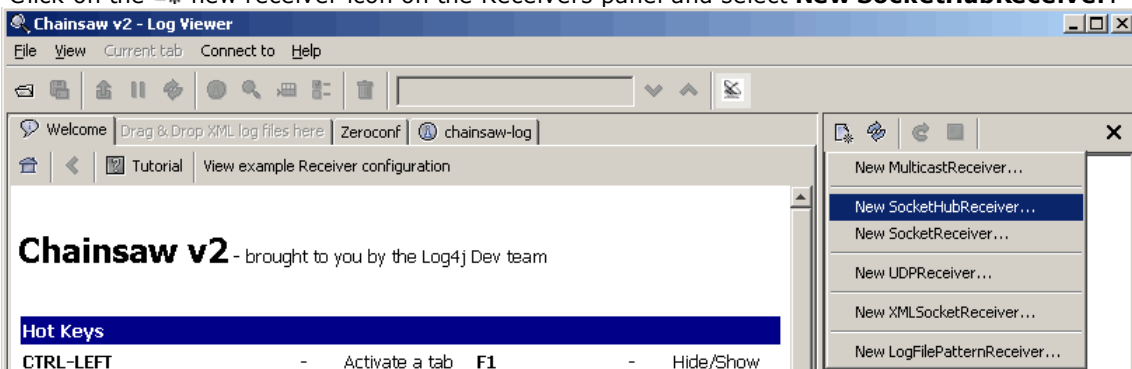 Click on the new receiver icon on the Receivers panel and select New SocketHubReceiver.
Chainsaw v2 - Log Viewer
File View Current tab Connect to Help
Welcome Drag & Drop XML log files here Zeroconf chainsaw-log
Tutorial View example Receiver configuration
New MulticastReceiver...
New SocketHubReceiver...
New SocketReceiver...
New UDPReceiver...
New XMLSocketReceiver...
New LogFilePatternReceiver...
Chainsaw v2 - brought to you by the Log4j Dev team
Hot Keys
CTRL-LEFT - Activate a tab F1 - Hide/Show